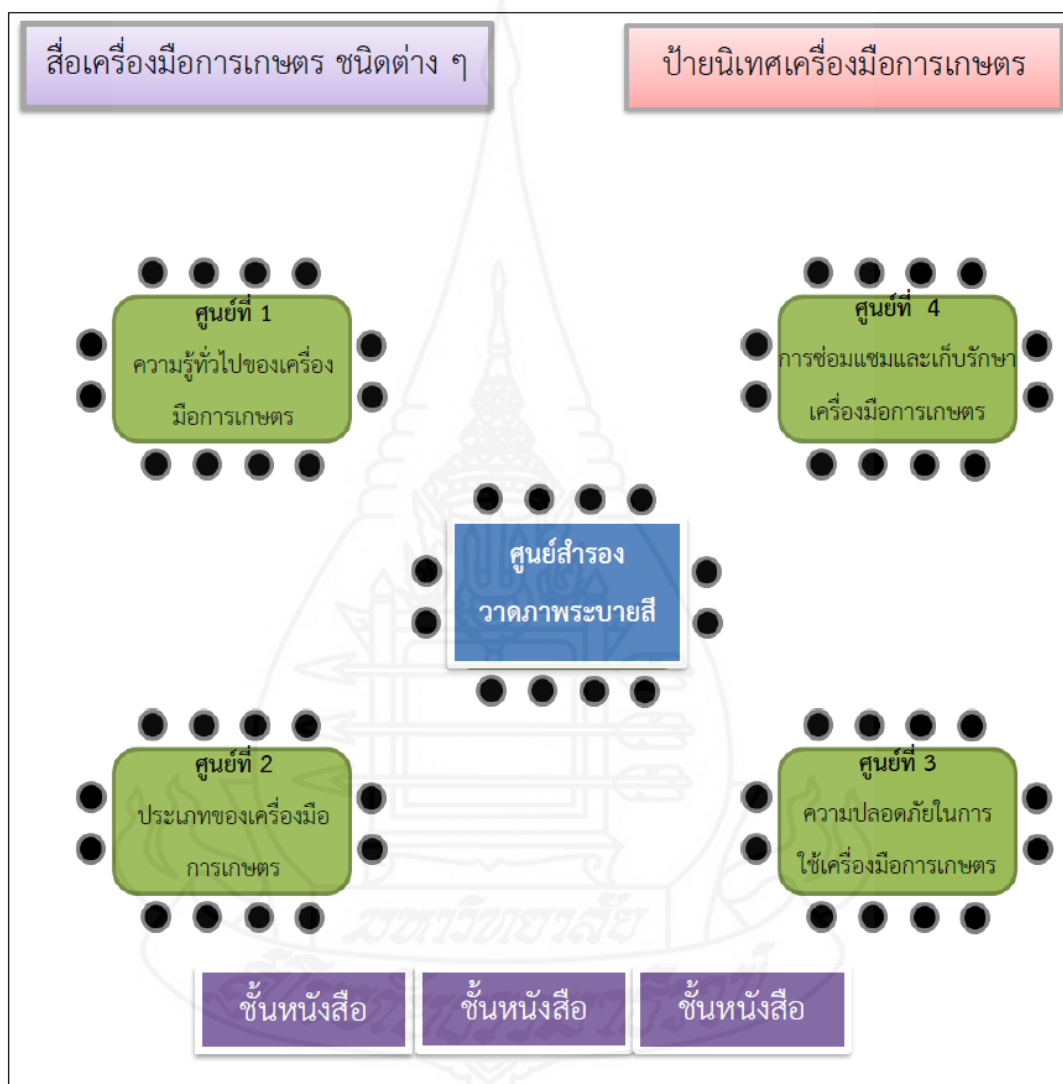 สื่อเครื่องมือการเกษตร ชนิดต่าง ๆ
ป้ายนิเทศเครื่องมือการเกษตร
ศูนย์ที่ 1
ความรู้ทั่วไปของเครื่อง
มือการเกษตร
ศูนย์ที่ 4
การซ่อมแซมและเก็บรักษา
เครื่องมือการเกษตร
ศูนย์สำรอง
วาดภาพระบายสี
ศูนย์ที่ 2
ประเภทของเครื่องมือ
การเกษตร
ศูนย์ที่ 3
ความปลอดภัยในการ
ใช้เครื่องมือการเกษตร
มหาวิทยาลัย
ชั้นหนังสือ
ชั้นหนังสือ
ชั้นหนังสือ